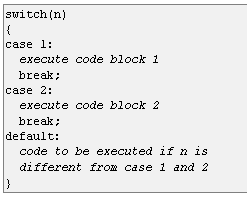 switch(n)
{
case 1:
  execute code block 1
  break;
case 2:
  execute code block 2
  break;
default:
  code to be executed if n is
  different from case 1 and 2
}